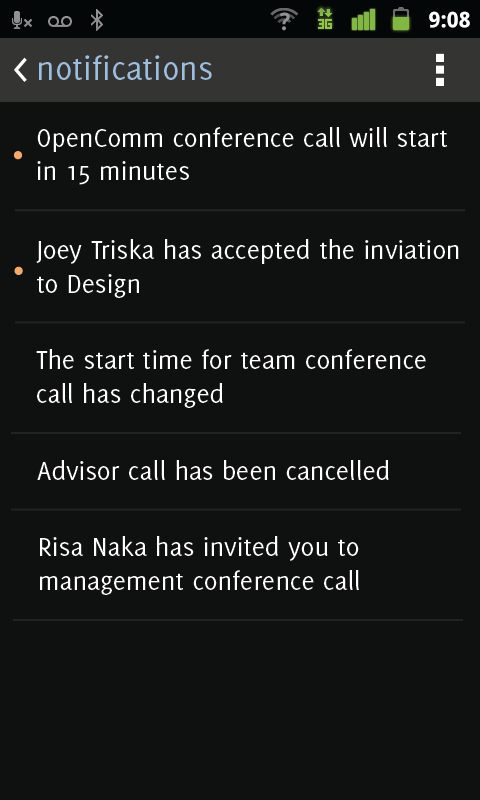 3G
9:08
notifications
OpenComm conference call will start
in 15 minutes
Joey Triska has accepted the inviation
to Design
The start time for team conference
call has changed
Advisor call has been cancelled
Risa Naka has invited you to
management conference call